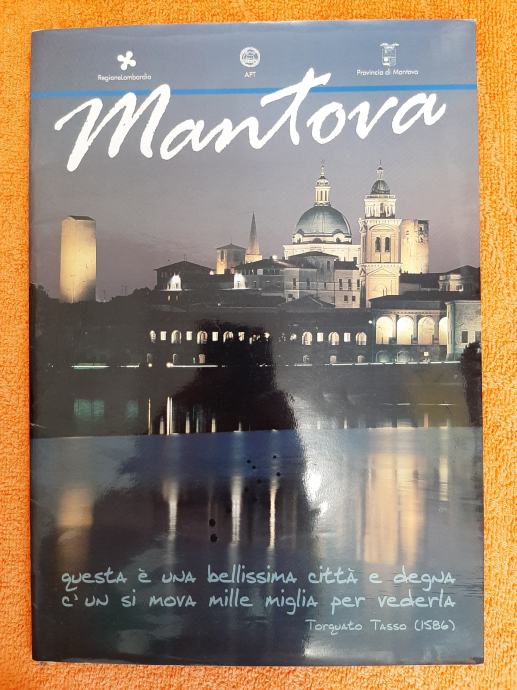 RegioneLombardia
APT
Provincia di Mantova
Mantova
questa è una bellissima città e degna
c'un si mova mille miglia per vederla
Torquato Tasso (1586)